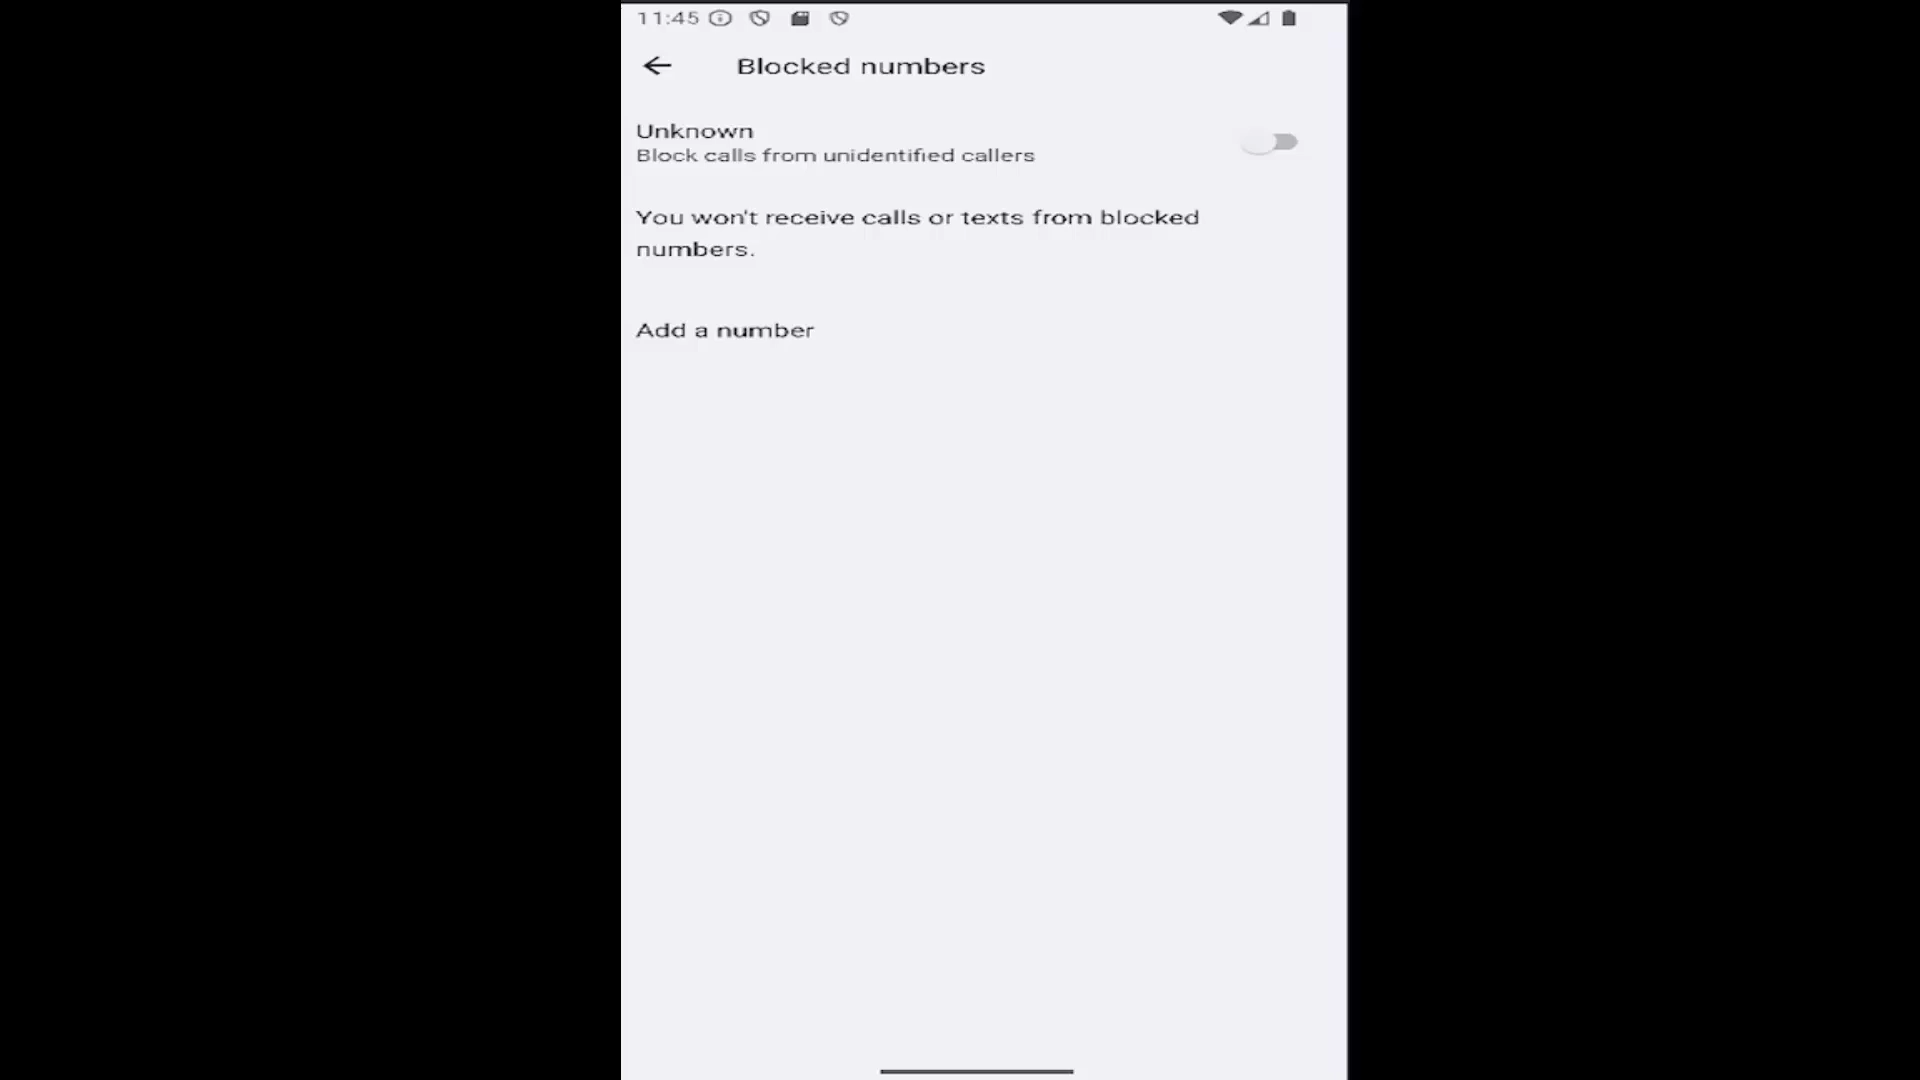 11:45
Blocked numbers
Unknown
Block calls from unidentified callers
You won't receive calls or texts from blocked
numbers.
Add a number